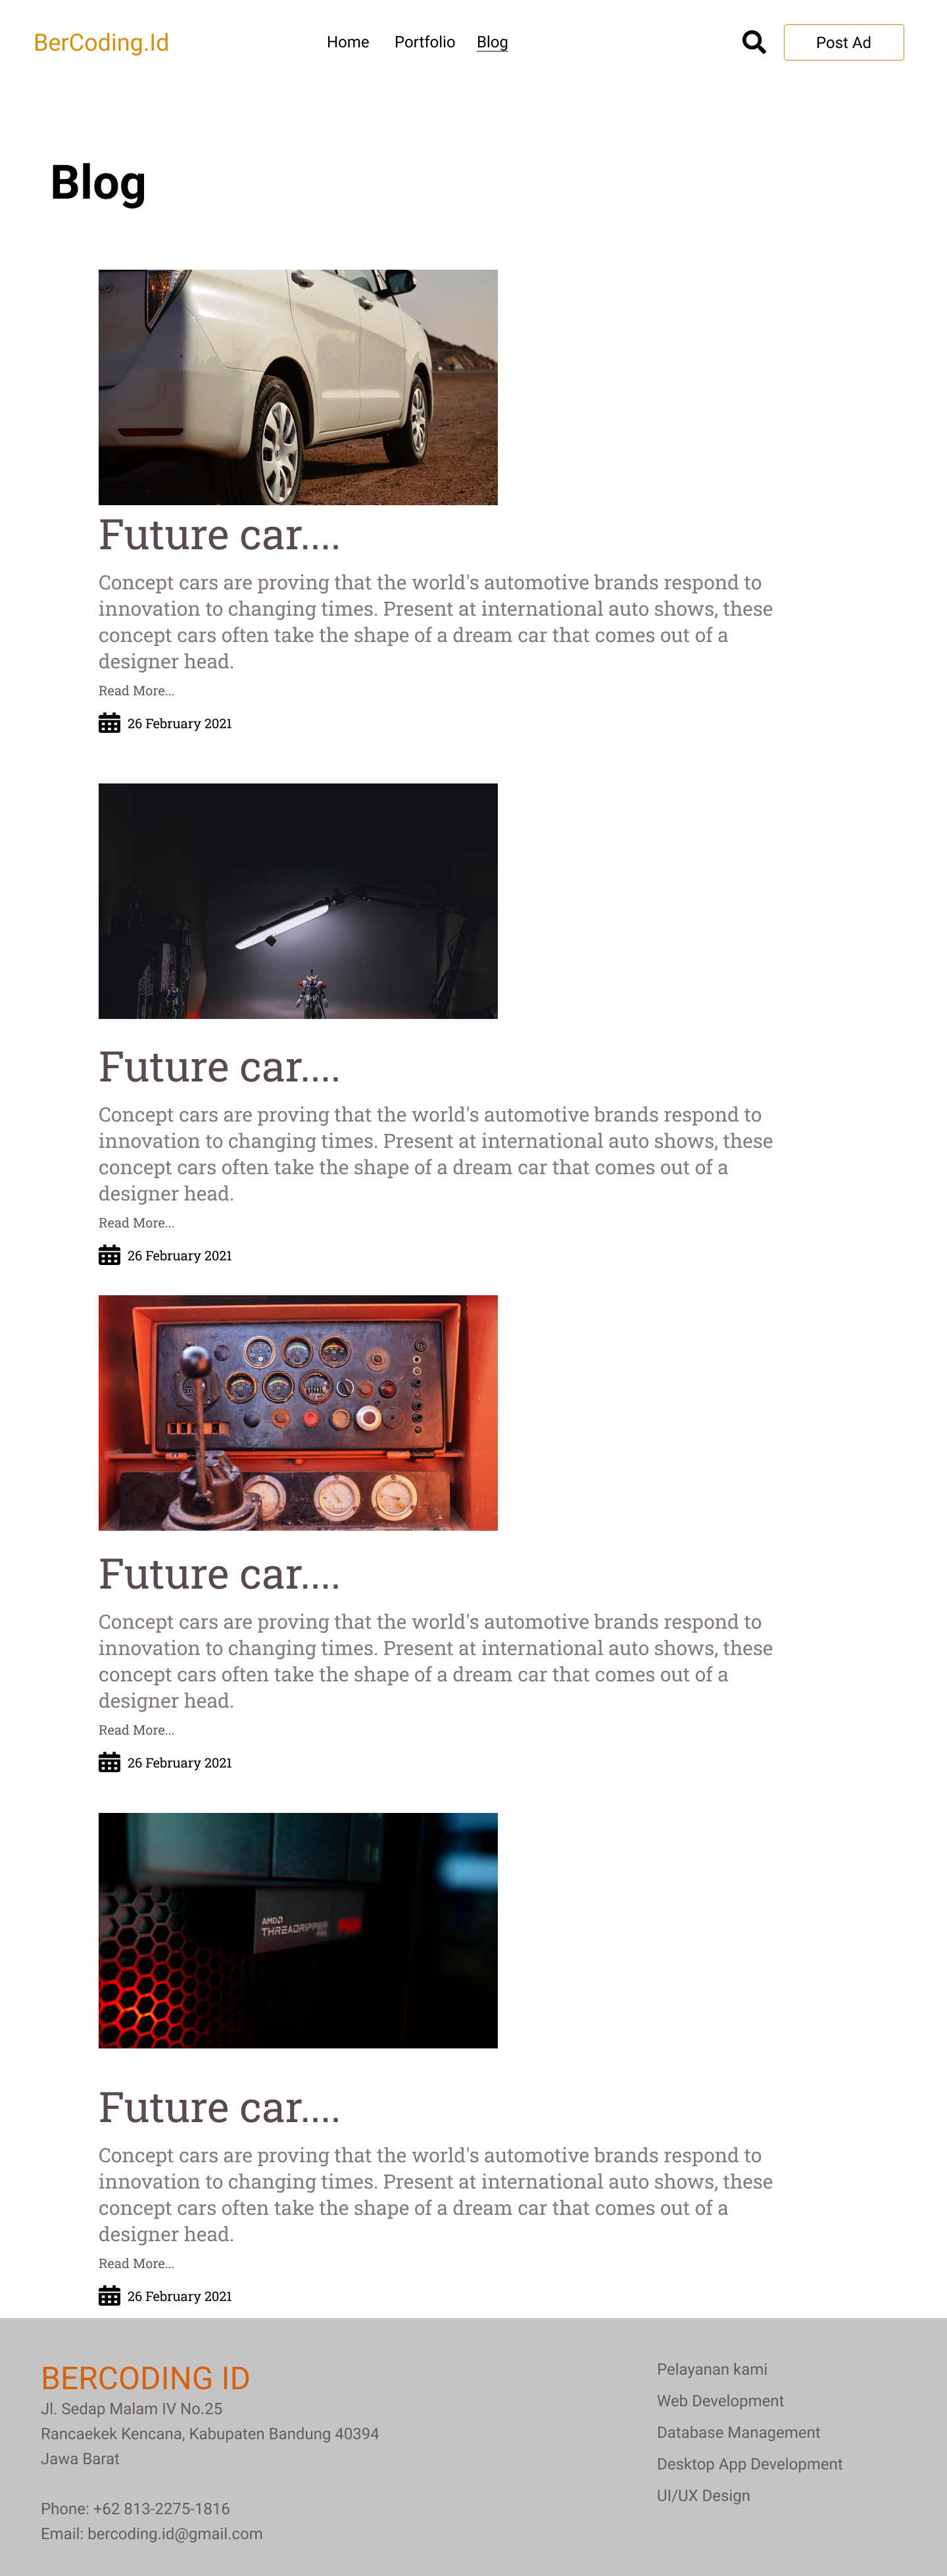 BerCoding.Id
Home
Portfolio
Blog
Post Ad
Blog
Future car....
Concept cars are proving that the world's automotive brands respond to
innovation to changing times. Present at international auto shows, these
concept cars often take the shape of a dream car that comes out of a
designer head.
Read More...
26 February 2021
Future car....
Concept cars are proving that the world's automotive brands respond to
innovation to changing times. Present at international auto shows, these
concept cars often take the shape of a dream car that comes out of a
designer head.
Read More...
26 February 2021
Future car....
Concept cars are proving that the world's automotive brands respond to
innovation to changing times. Present at international auto shows, these
concept cars often take the shape of a dream car that comes out of a
designer head.
Read More...
26 February 2021
AMD
THREADRIPPER
PRO
Future car....
Concept cars are proving that the world's automotive brands respond to
innovation to changing times. Present at international auto shows, these
concept cars often take the shape of a dream car that comes out of a
designer head.
Read More...
26 February 2021
BERCODING ID
Jl. Sedap Malam IV No.25
Rancaekek Kencana, Kabupaten Bandung 40394
Jawa Barat
Phone: +62 813-2275-1816
Email: bercoding.id@gmail.com
Pelayanan kami
Web Development
Database Management
Desktop App Development
UI/UX Design